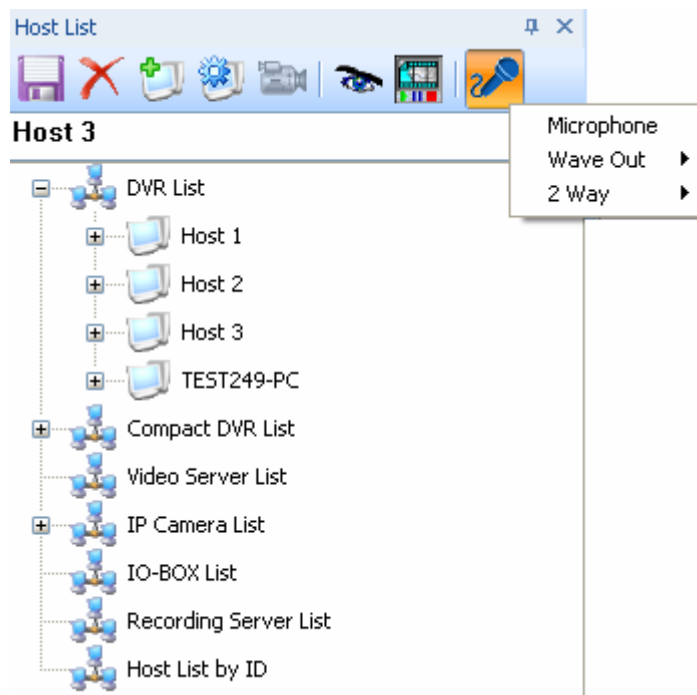 Host List
Host 3
Microphone
Wave Out
2 Way
DVR List
Host 1
Host 2
Host 3
TEST249-PC
Compact DVR List
Video Server List
IP Camera List
IO-BOX List
Recording Server List
Host List by ID